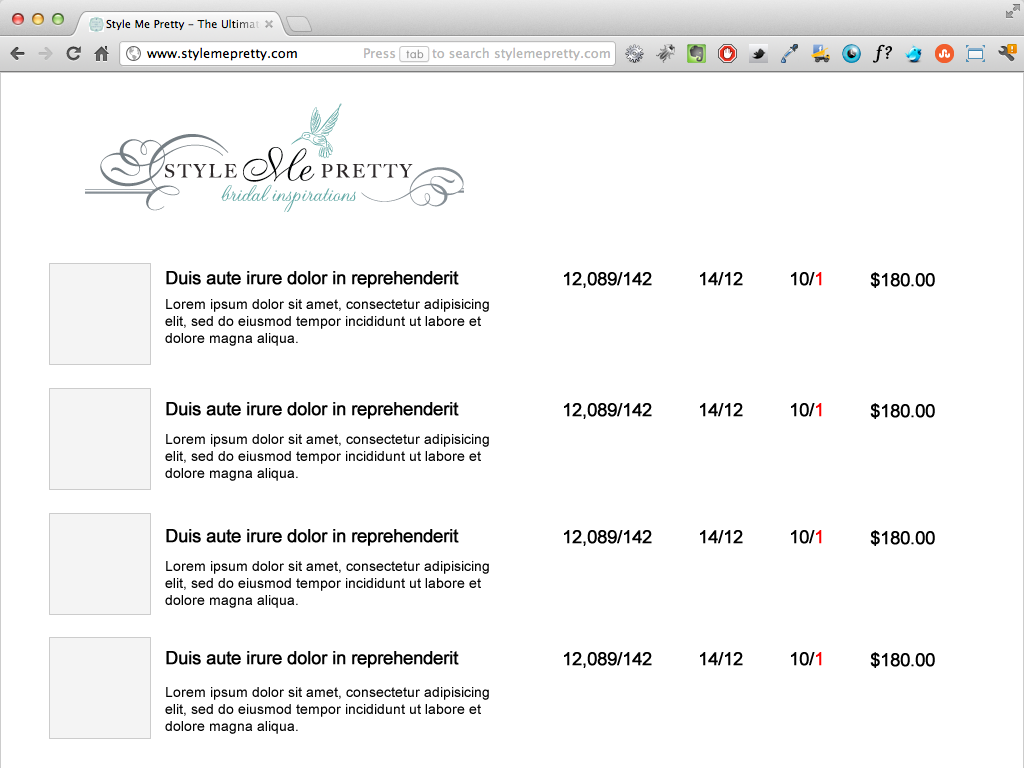 Style Me Pretty – The Ultimat
www.stylemepretty.com Press tab to search stylemepretty.com f?
STYLE Me PRETTY
bridal inspirations
Duis aute irure dolor in reprehenderit 12,089/142 14/12 10/1 $180.00
Lorem ipsum dolor sit amet, consectetur adipisicing
elit, sed do eiusmod tempor incididunt ut labore et
dolore magna aliqua.
Duis aute irure dolor in reprehenderit 12,089/142 14/12 10/1 $180.00
Lorem ipsum dolor sit amet, consectetur adipisicing
elit, sed do eiusmod tempor incididunt ut labore et
dolore magna aliqua.
Duis aute irure dolor in reprehenderit 12,089/142 14/12 10/1 $180.00
Lorem ipsum dolor sit amet, consectetur adipisicing
elit, sed do eiusmod tempor incididunt ut labore et
dolore magna aliqua.
Duis aute irure dolor in reprehenderit 12,089/142 14/12 10/1 $180.00
Lorem ipsum dolor sit amet, consectetur adipisicing
elit, sed do eiusmod tempor incididunt ut labore et
dolore magna aliqua.